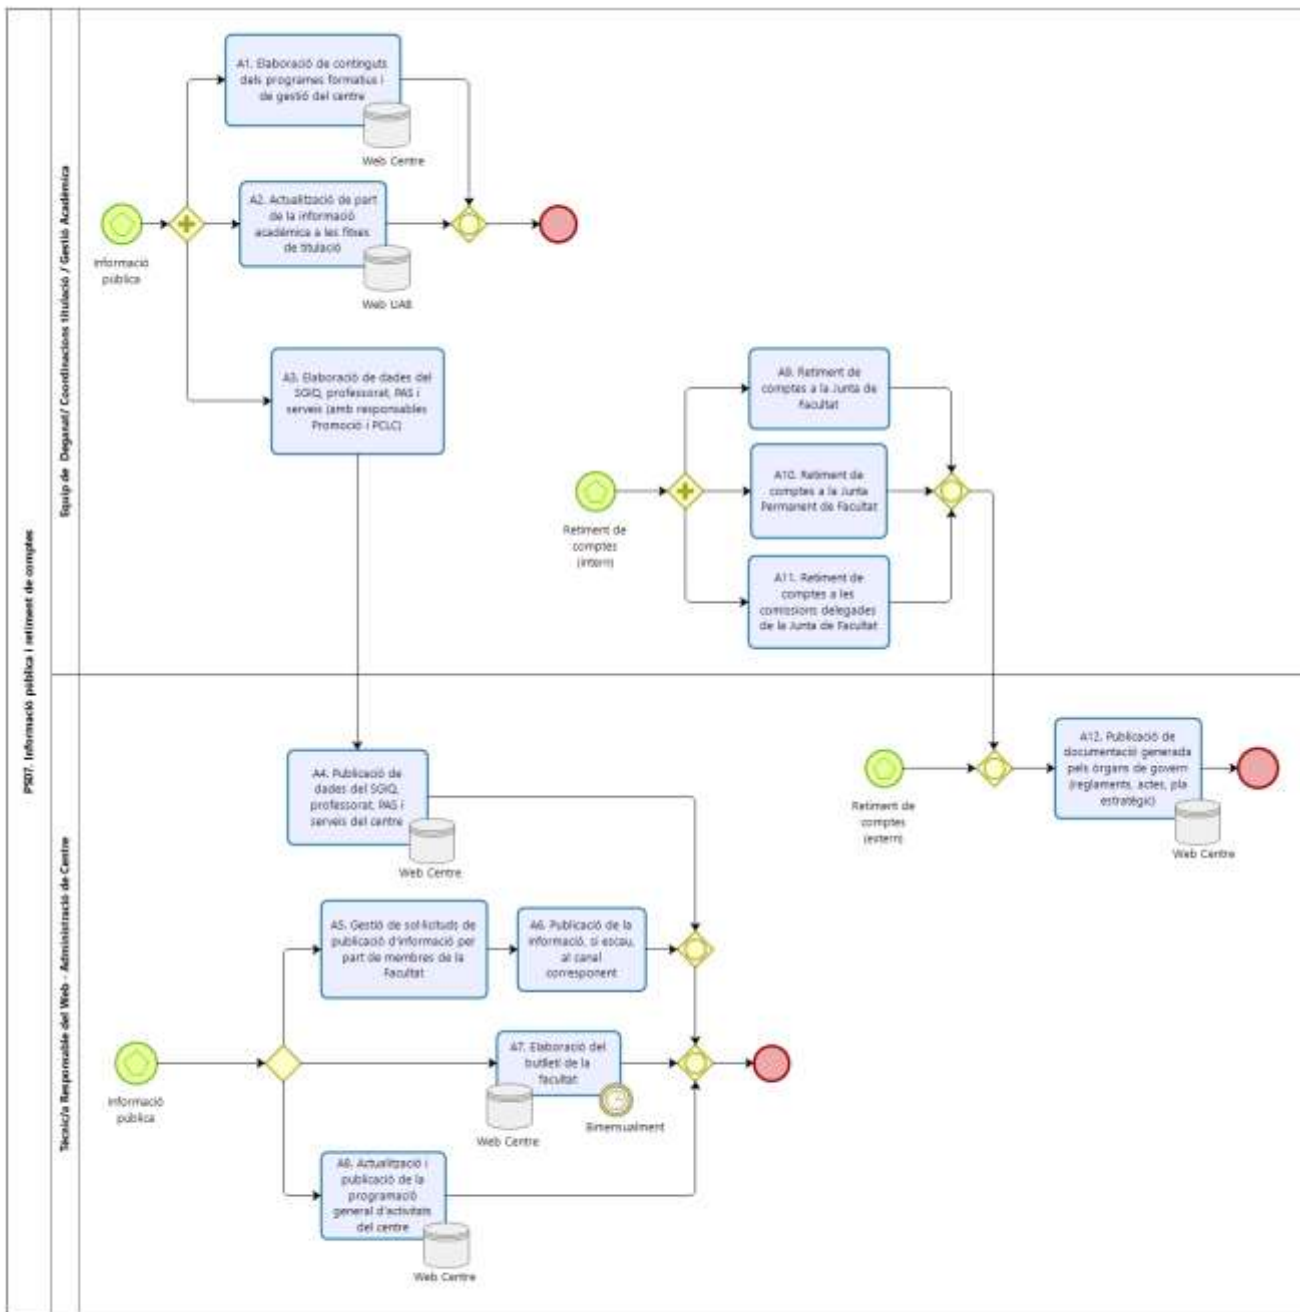 PS07. Informació pública i retiment de comptes
Equip de Deganat/ Coordinacions titulació / Gestió Acadèmica
A1. Elaboració de continguts
dels programes formatius i
de gestió del centre
Web Centre
A2. Actualització de part
de la informació
acadèmica a les fitxes
de titulació
Web UAB
Informació
pública
A3. Elaboració de dades del
SGIQ, professorat, PAS i
serveis (amb responsables
Promoció i PCLC)
A9. Retiment de
comptes a la Junta de
Facultat
A10. Retiment de
comptes a la Junta
Permanent de Facultat
Retiment de
comptes
(intern)
A11. Retiment de
comptes a les
comissions delegades
de la Junta de Facultat
Tècnic/a Responsable del Web - Administració de Centre
A4. Publicació de
dades del SGIQ,
professorat, PAS i
serveis del centre
Web Centre
Retiment de
comptes
(extern)
A12. Publicació de
documentació generada
pels òrgans de govern
(reglaments, actes, pla
estratègic)
Web Centre
A5. Gestió de sol·licituds de
publicació d'informació per
part de membres de la
Facultat
A6. Publicació de la
informació, si escau,
al canal
corresponent
Informació
pública
A7. Elaboració del
butlletí de la
facultat
Web Centre
Bimensualment
A8. Actualització i
publicació de la
programació
general d'activitats
del centre
Web Centre